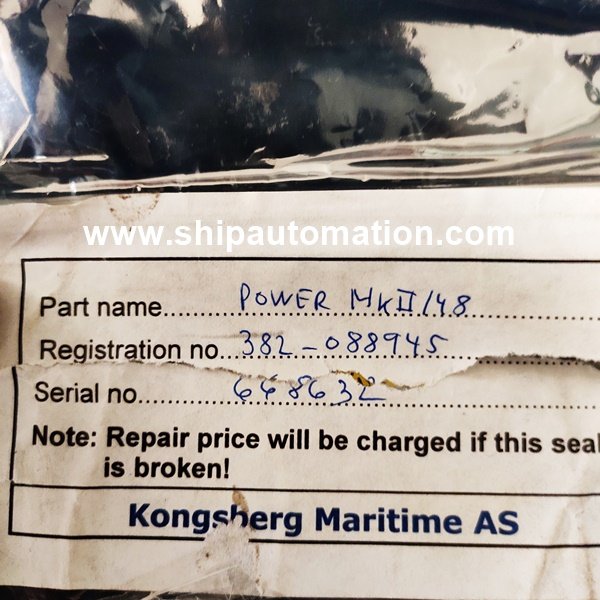 www.shipautomation.com
Part name..................POWER MKII/48
Registration no...382-088945
Serial no...............668632
Note: Repair price will be charged if this seal
is broken!
Kongsberg Maritime AS